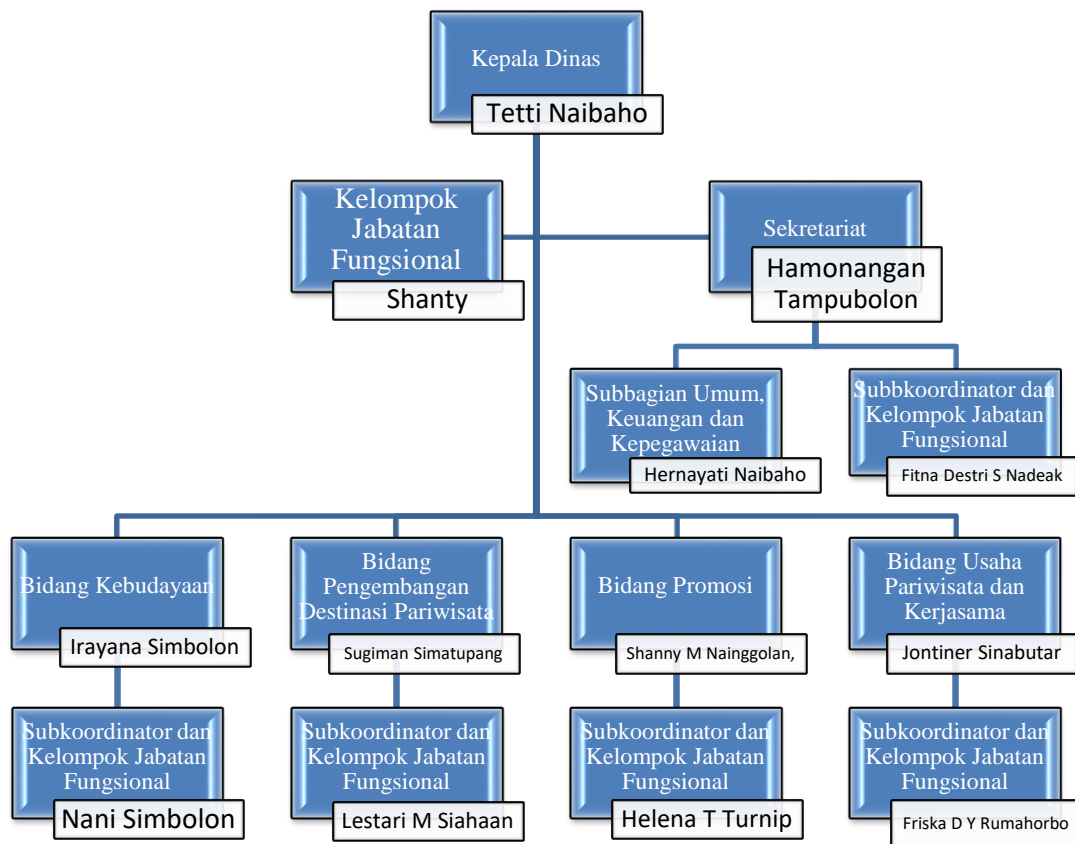 Kepala Dinas
Tetti Naibaho
Kelompok
Jabatan
Fungsional
Shanty
Sekretariat
Hamonangan
Tampubolon
Subbagian Umum,
Keuangan dan
Kepegawaian
Hernayati Naibaho
Subbkoordinator dan
Kelompok Jabatan
Fungsional
Fitna Destri S Nadeak
Bidang Kebudayaan
Irayana Simbolon
Bidang
Pengembangan
Destinasi Pariwisata
Sugiman Simatupang
Bidang Promosi
Shanny M Nainggolan,
Bidang Usaha
Pariwisata dan
Kerjasama
Jontiner Sinabutar
Subkoordinator dan
Kelompok Jabatan
Fungsional
Nani Simbolon
Subkoordinator dan
Kelompok Jabatan
Fungsional
Lestari M Siahaan
Subkoordinator dan
Kelompok Jabatan
Fungsional
Helena T Turnip
Subkoordinator dan
Kelompok Jabatan
Fungsional
Friska D Y Rumahorbo